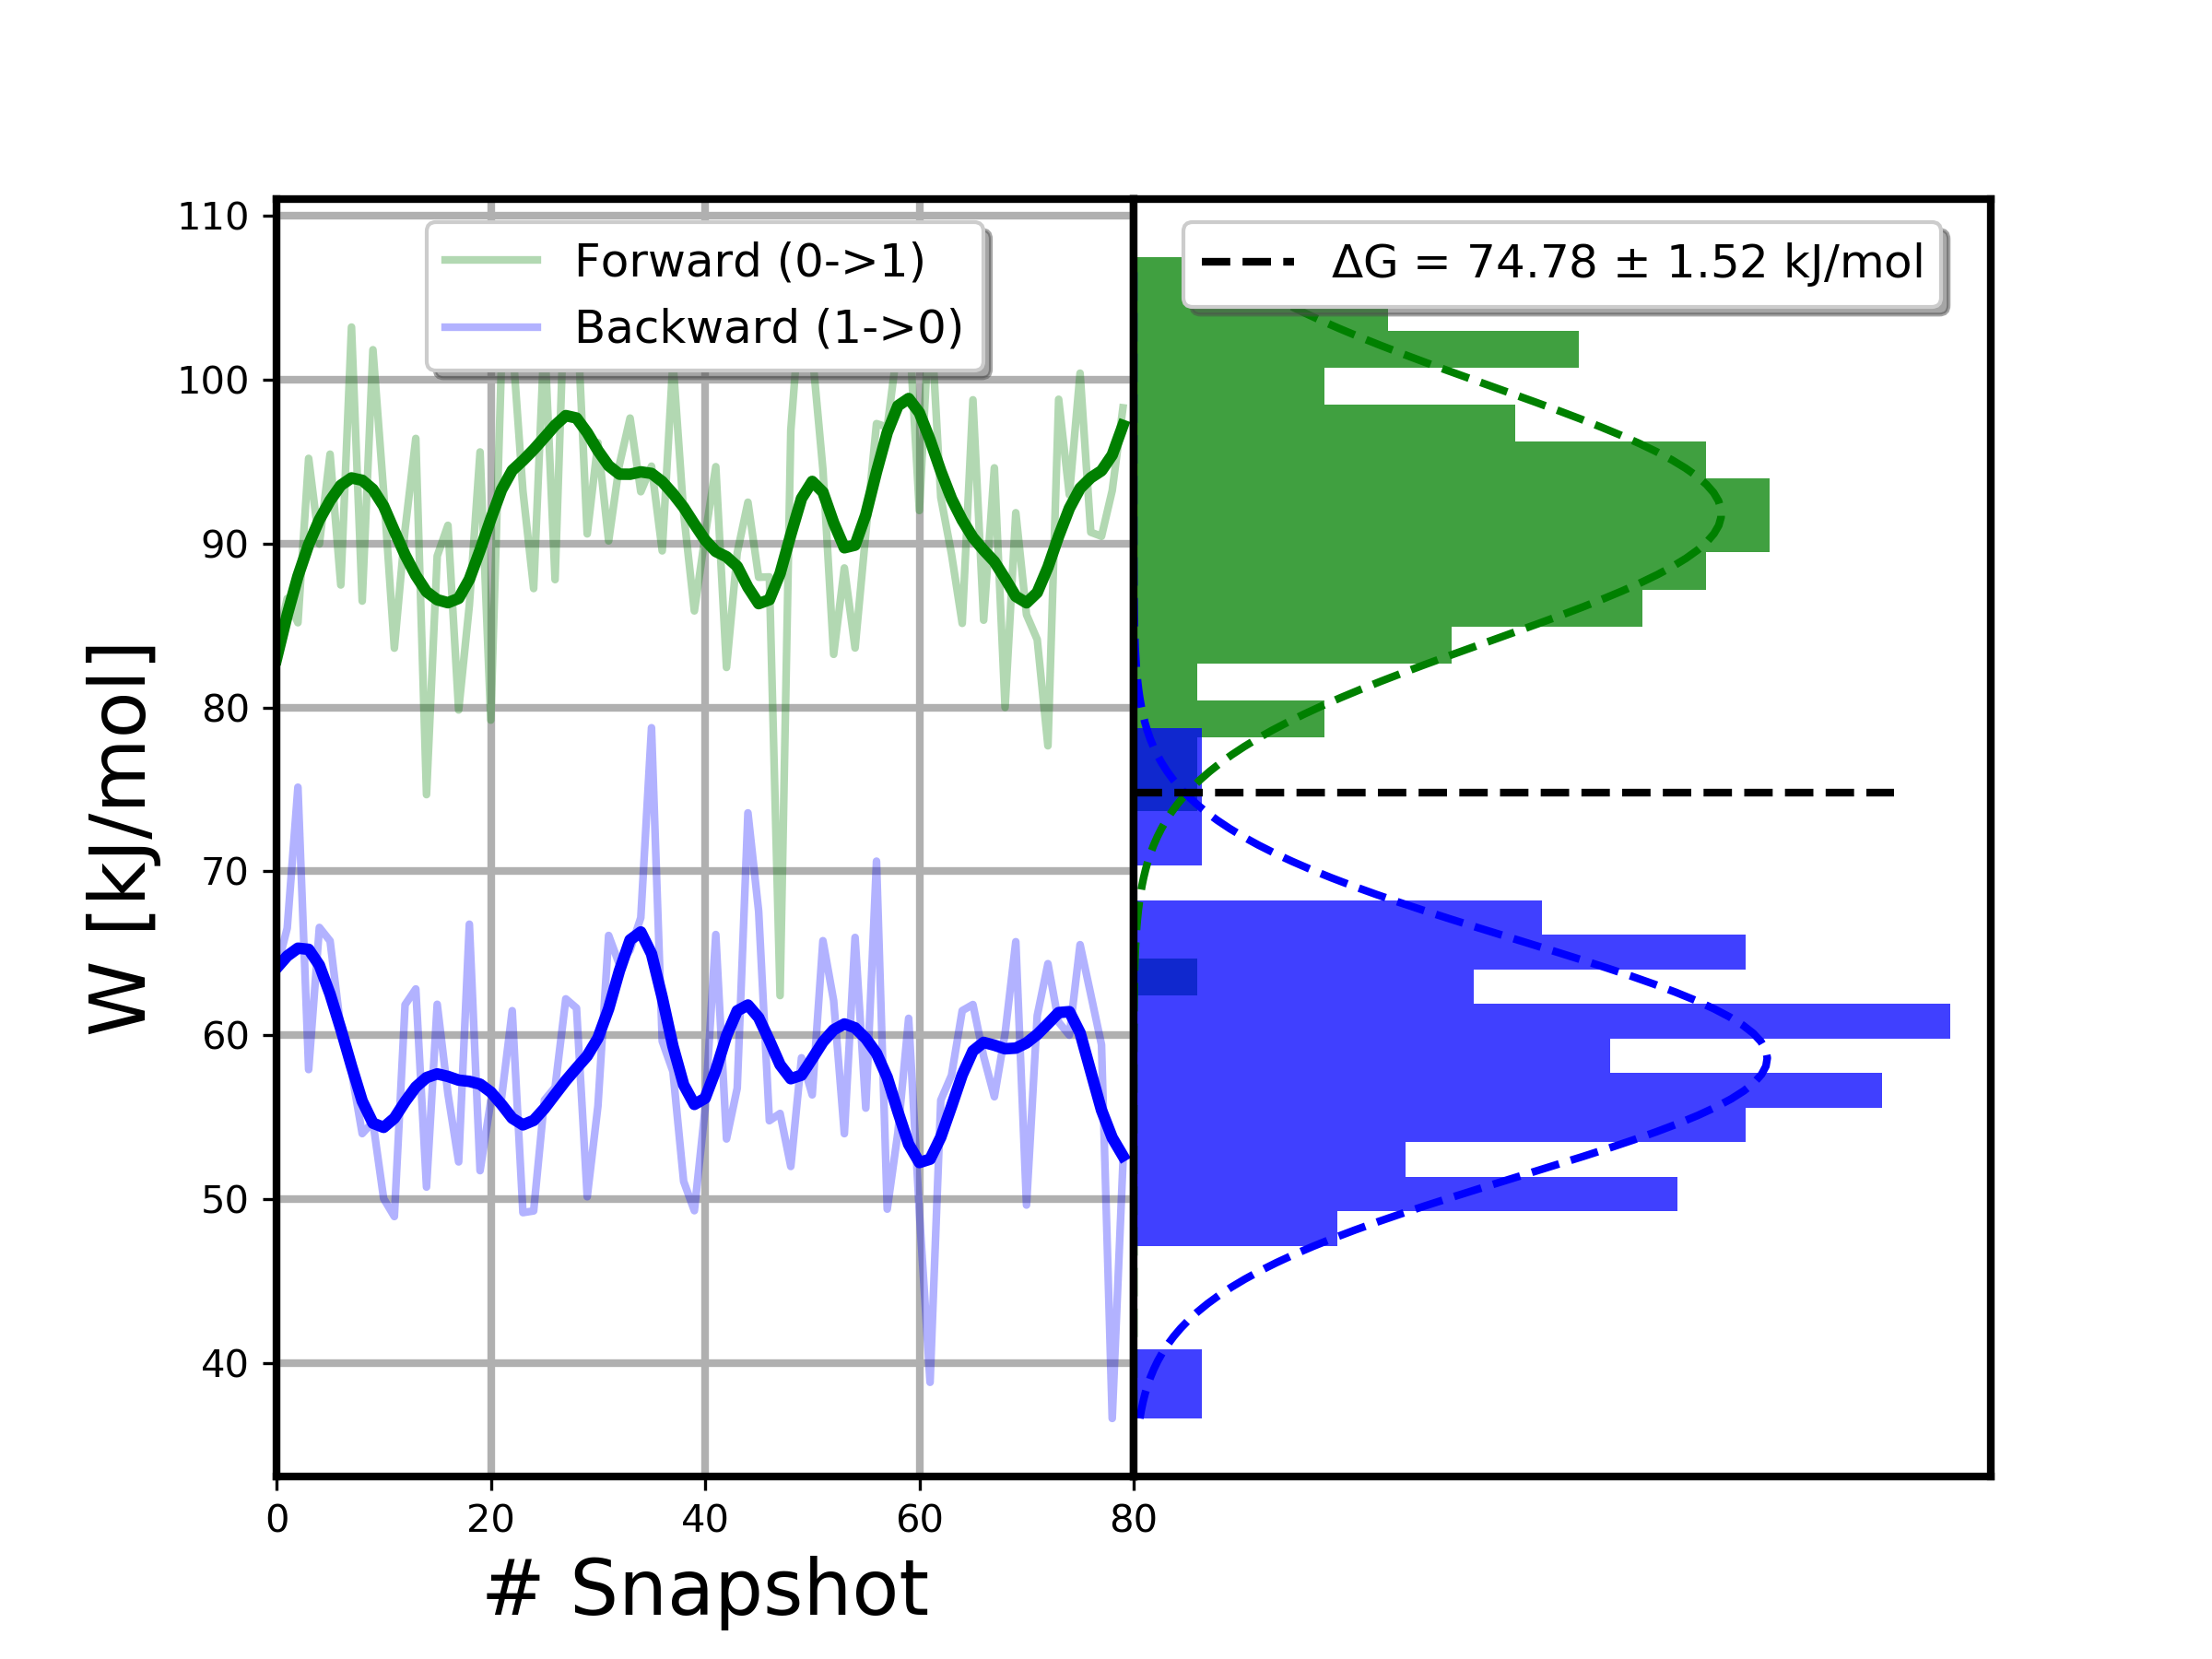 110
100
90
80
70
60
50
40
W [kJ/mol]
Forward (0->1)
Backward (1->0)
ΔG = 74.78 ± 1.52 kJ/mol
0 20 40 60 80
# Snapshot